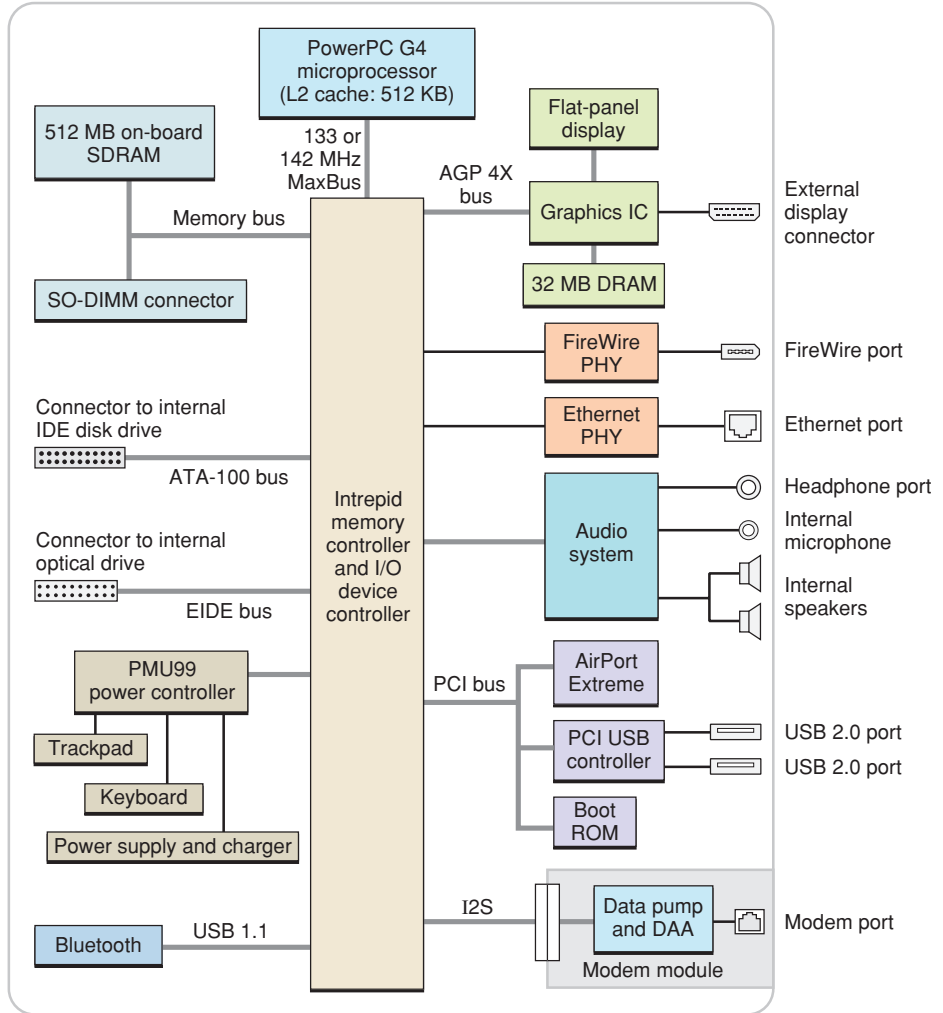 PowerPC G4
microprocessor
(L2 cache: 512 KB)
512 MB on-board
SDRAM
133 or
142 MHz
MaxBus
Memory bus
SO-DIMM connector
Flat-panel
display
AGP 4X
bus
Graphics IC
32 MB DRAM
External
display
connector
FireWire
PHY
FireWire port
Ethernet
PHY
Ethernet port
Connector to internal
IDE disk drive
ATA-100 bus
Connector to internal
optical drive
EIDE bus
Intrepid
memory
controller
and I/O
device
controller
Audio
system
Headphone port
Internal
microphone
Internal
speakers
PMU99
power controller
Trackpad
Keyboard
Power supply and charger
PCI bus
AirPort
Extreme
PCI USB
controller
USB 2.0 port
USB 2.0 port
Boot
ROM
Bluetooth
USB 1.1
I2S
Data pump
and DAA
Modem module
Modem port